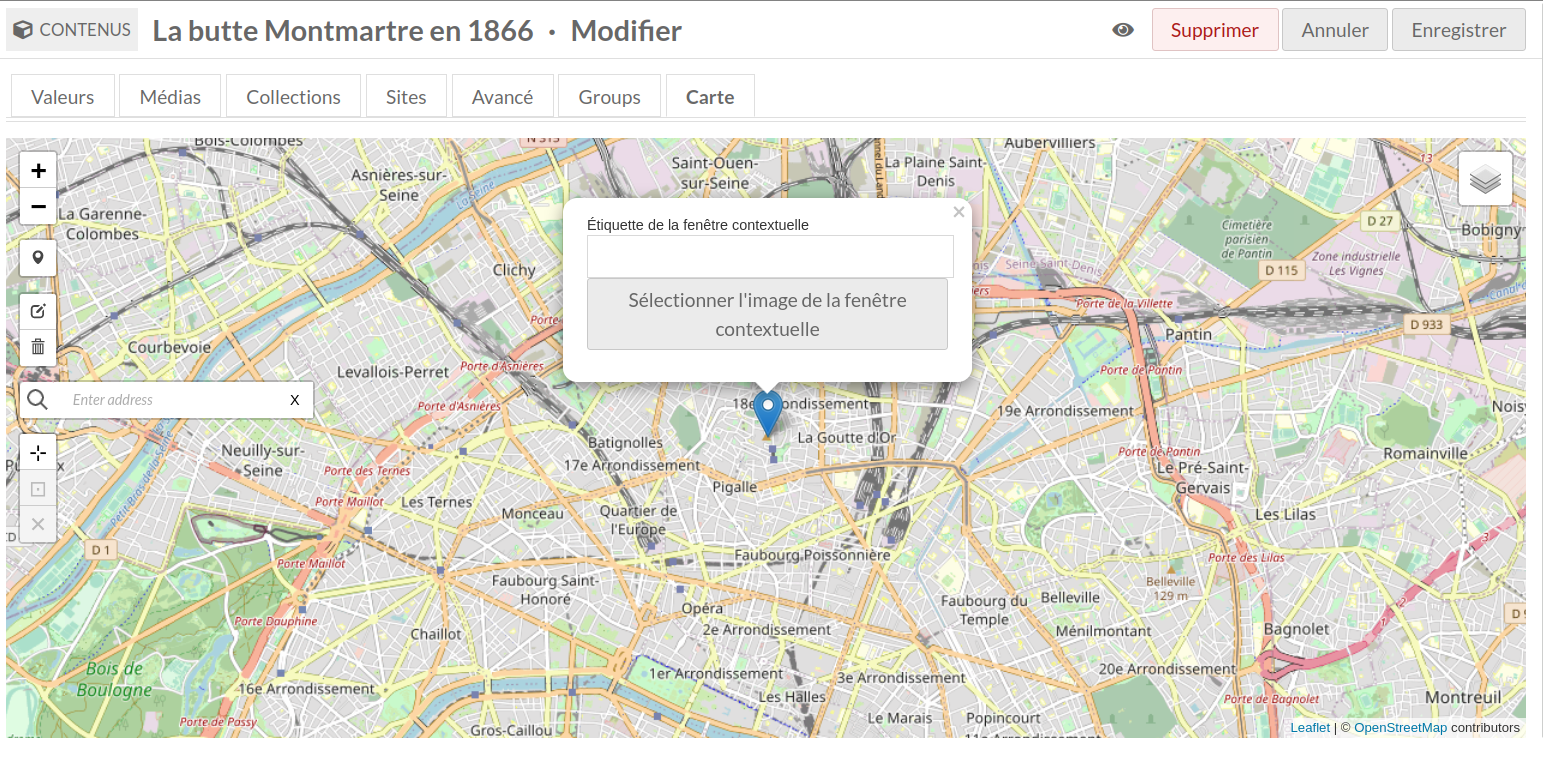 CONTENUS La butte Montmartre en 1866 · Modifier Supprimer Annuler Enregistrer
Valeurs Médias Collections Sites Avancé Groups Carte
Bois-Colombes
N 315
Aubervilliers
13
+
Saint-Ouen-
sur-Seine
La Plaine Saint-
Denis
Asnières-sur-
Seine
la Seine
−
La Garenne-
Colombes
D 27
Cimetière
parisien
de Pantin
Bobigny
×
Étiquette de la fenêtre contextuelle
Clichy
Seine Saint-Denis
D 115
Zone industrielle
Les Vignes
Sélectionner l'image de la fenêtre
contextuelle
Porte de la Villette
D 933
Pantin
Courbevoie
Porte d'Asnières
Levallois-Perret
Porte de Pantin
Enter address X
Porte d'Asnières
La Goutte d'Or
19e Arrondissement
Batignolles
17e Arrondissement
Neuilly-sur-
Seine
Porte des Ternes
Porte de Pantin
Romainville
Le Pré-Saint-
Gervais
Pigalle
Porte Maillot
Les Ternes
Monceau
Quartier de
l'Europe
Les Lilas
D 1
Porte Maillot
Faubourg Poissonnière
Porte des Lilas
3
Faubourg Saint-
Honoré
Belleville
129 m
Opéra
Faubourg du
Temple
Belleville
2
Porte Dauphine
Chaillot
2e Arrondissement
Ménilmontant
Bagnolet
1
Bois de
Boulogne
1er Arrondissement
3e Arrondissement
20e Arrondissement
16e Arrondissement
Les Halles
Porte de Bagnolet
Montreuil
Porte de Passy
Le Marais
Popincourt
Gros-Caillou
Leaflet | © OpenStreetMap contributors